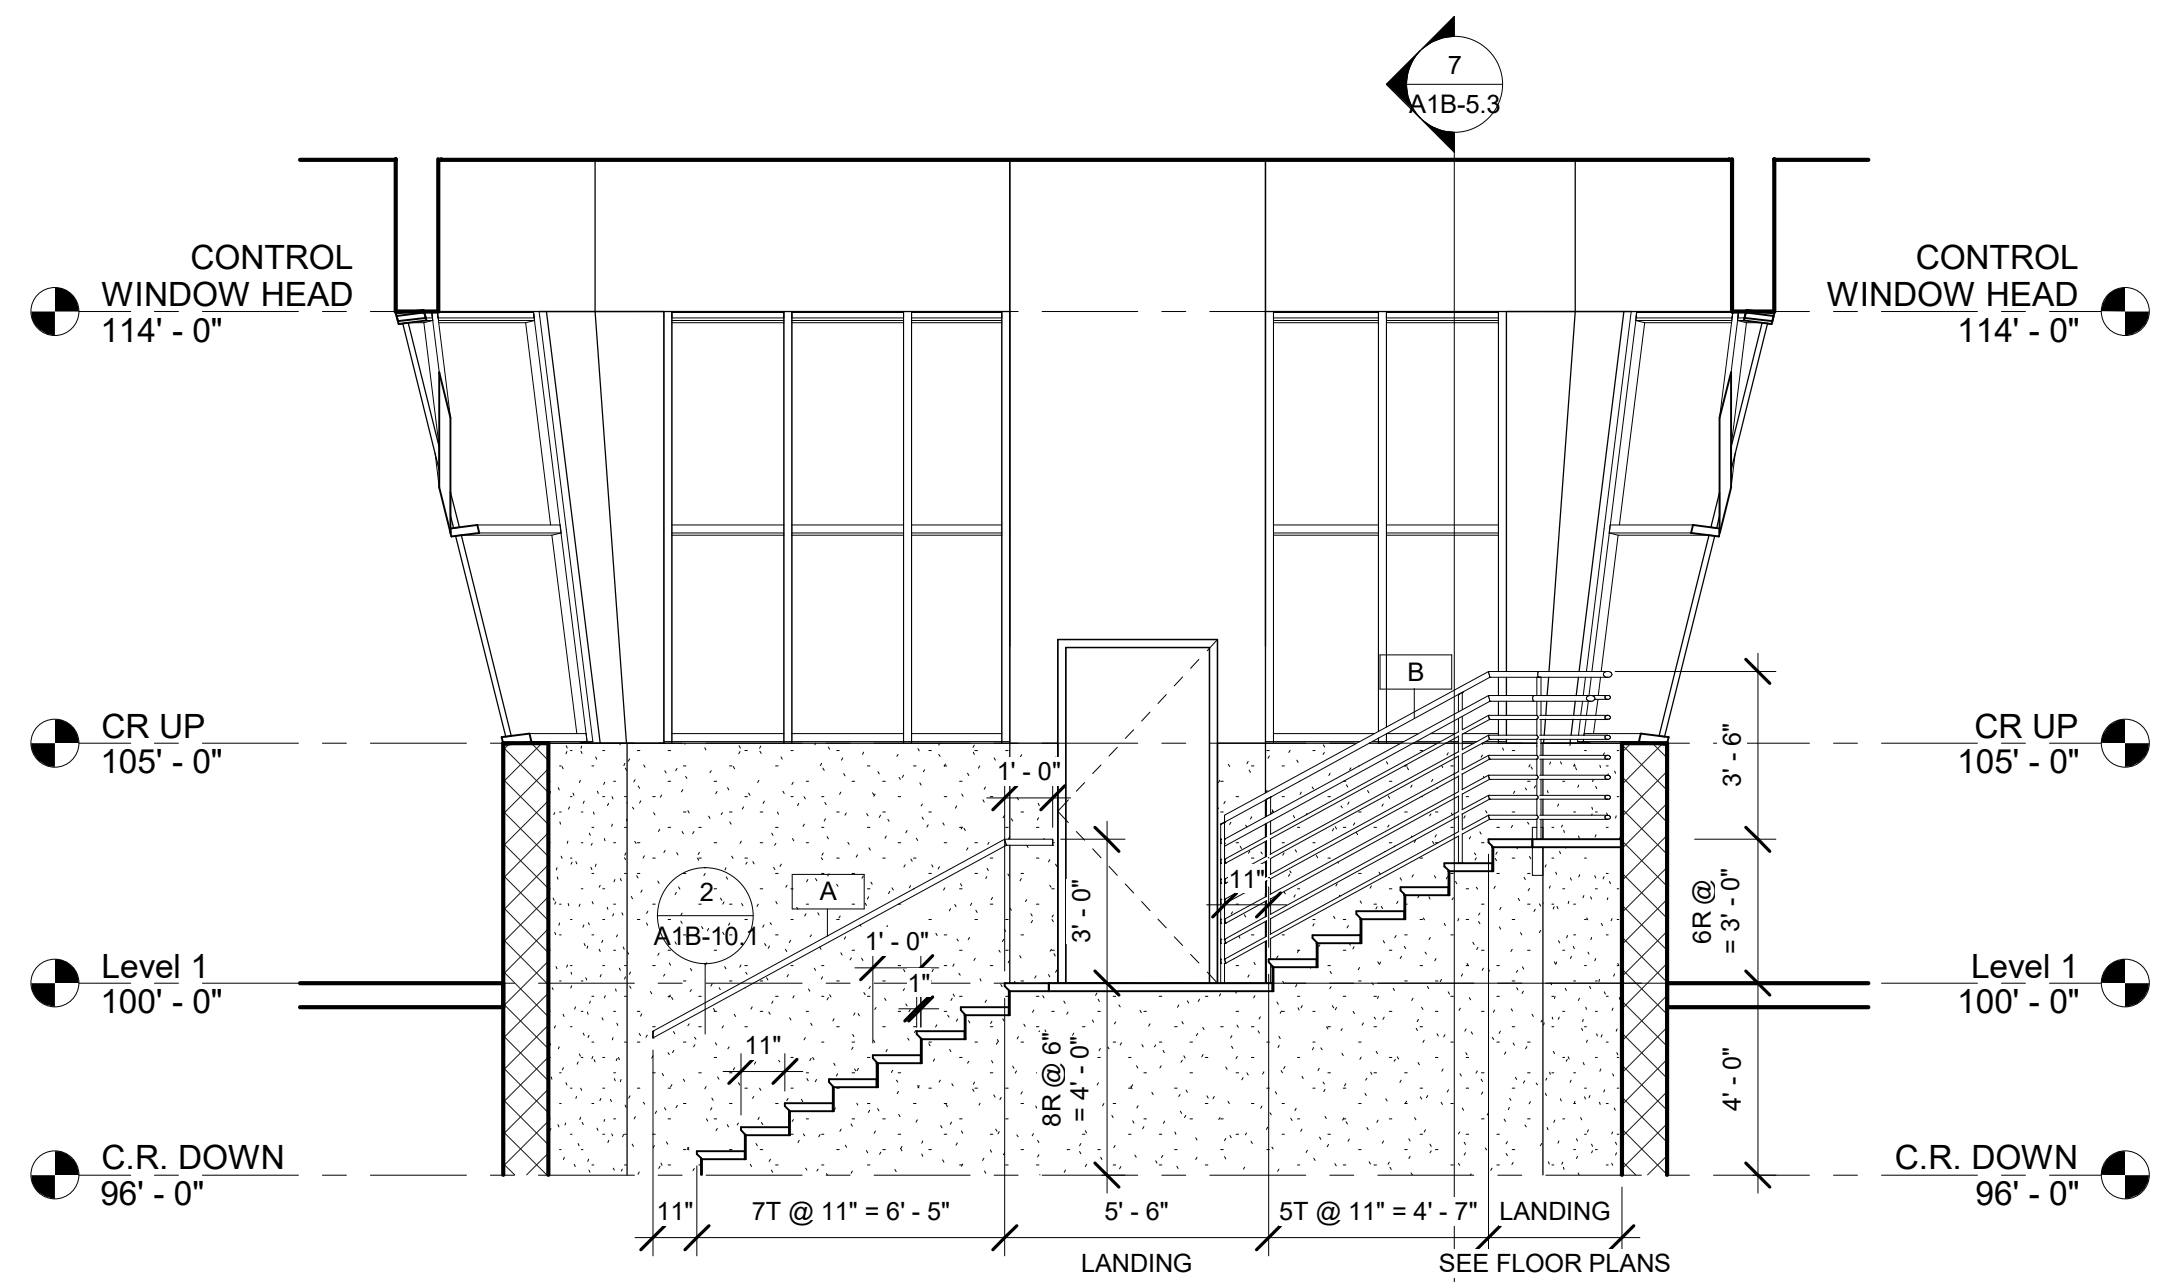 7
A1B-5.3
CONTROL
WINDOW HEAD
114' - 0"
CONTROL
WINDOW HEAD
114' - 0"
B
CR UP
105' - 0"
CR UP
105' - 0"
1' - 0"
3' - 6"
2
A1B-10.1
A
11"
3' - 0"
6R @
= 3' - 0"
1' - 0"
1"
Level 1
100' - 0"
Level 1
100' - 0"
11"
8R @ 6"
= 4' - 0"
4' - 0"
C.R. DOWN
96' - 0"
C.R. DOWN
96' - 0"
11"
7T @ 11" = 6' - 5"
5' - 6"
5T @ 11" = 4' - 7"
LANDING
LANDING
SEE FLOOR PLANS